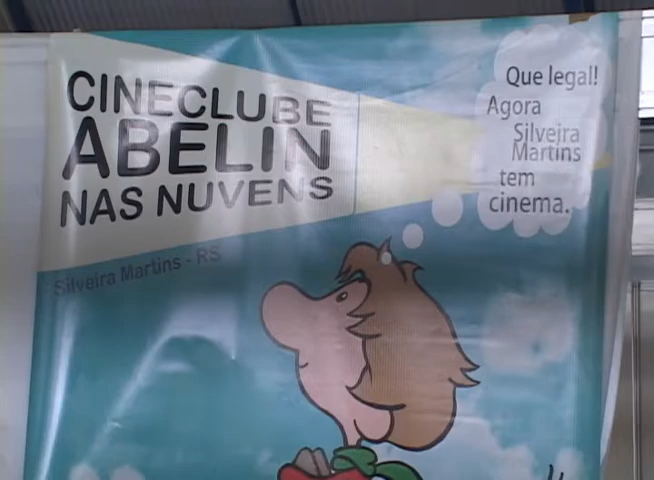 CINECLUBE
ABELIN
NAS NUVENS
Silveira Martins - RS
Que legal!
Agora
Silveira
Martins
tem
cinema.